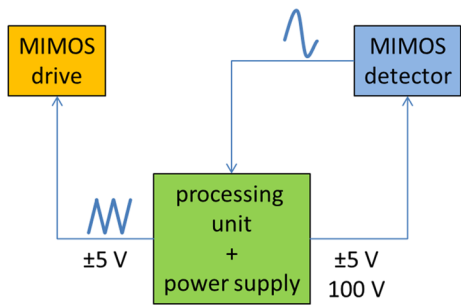 MIMOS
drive
MIMOS
detector
processing
unit
+
power supply
±5 V
±5 V
100 V